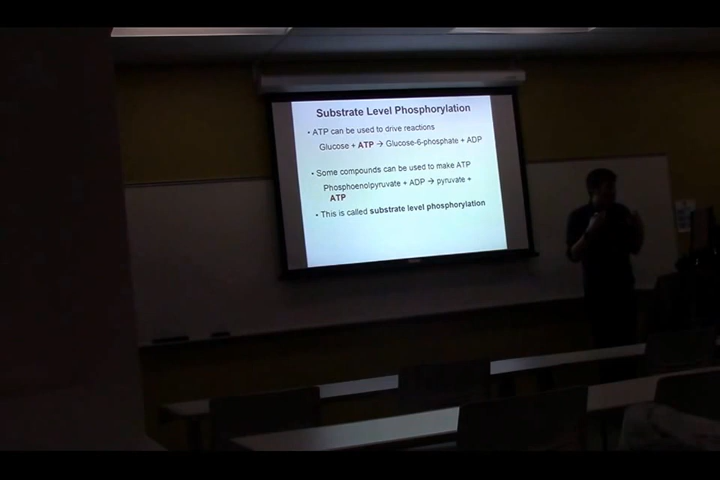 Substrate Level Phosphorylation
• ATP can be used to drive reactions
Glucose + ATP → Glucose-6-phosphate + ADP
• Some compounds can be used to make ATP
Phosphoenolpyruvate + ADP → pyruvate +
ATP
• This is called substrate level phosphorylation